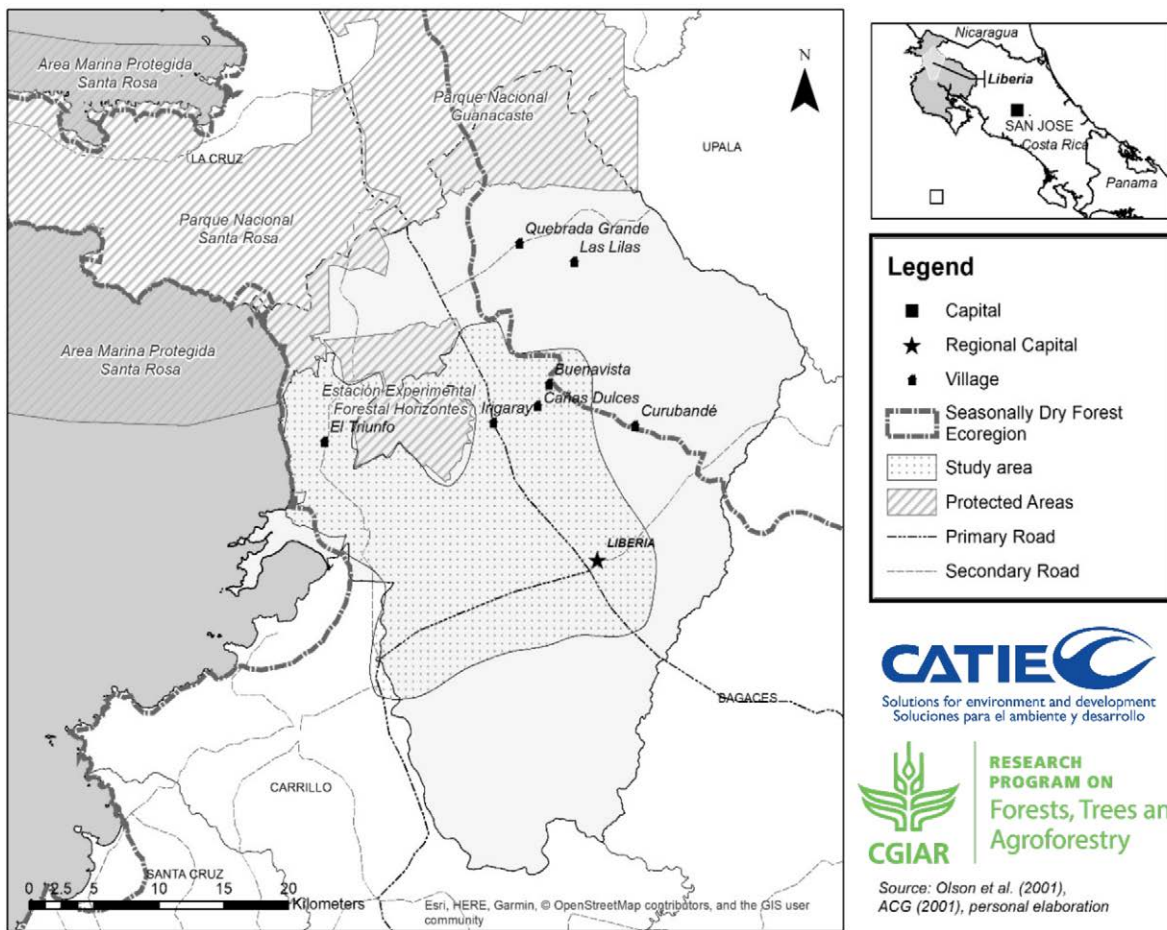 Area Marina Protegida
Santa Rosa
N
Parque Nacional
Guanacaste
LA CRUZ
UPALA
Parque Nacional
Santa Rosa
Quebrada Grande
Las Lilas
Area Marina Protegida
Santa Rosa
Buenavista
Estación Experimental
Forestal Horizontes
Cañas Dulces
Irigaray
El Triunfo
Curubandé
LIBERIA
BAGACES
CARRILLO
SANTA CRUZ
0 2.5 5 10 15 20
Kilometers
Esri, HERE, Garmin, © OpenStreetMap contributors, and the GIS user
community
Nicaragua
Liberia
SAN JOSE
Costa Rica
Panama
Legend
Capital
Regional Capital
Village
Seasonally Dry Forest
Ecoregion
Study area
Protected Areas
Primary Road
Secondary Road
CATIE
Solutions for environment and development
Soluciones para el ambiente y desarrollo
CGIAR
RESEARCH
PROGRAM ON
Forests, Trees an
Agroforestry
Source: Olson et al. (2001),
ACG (2001), personal elaboration